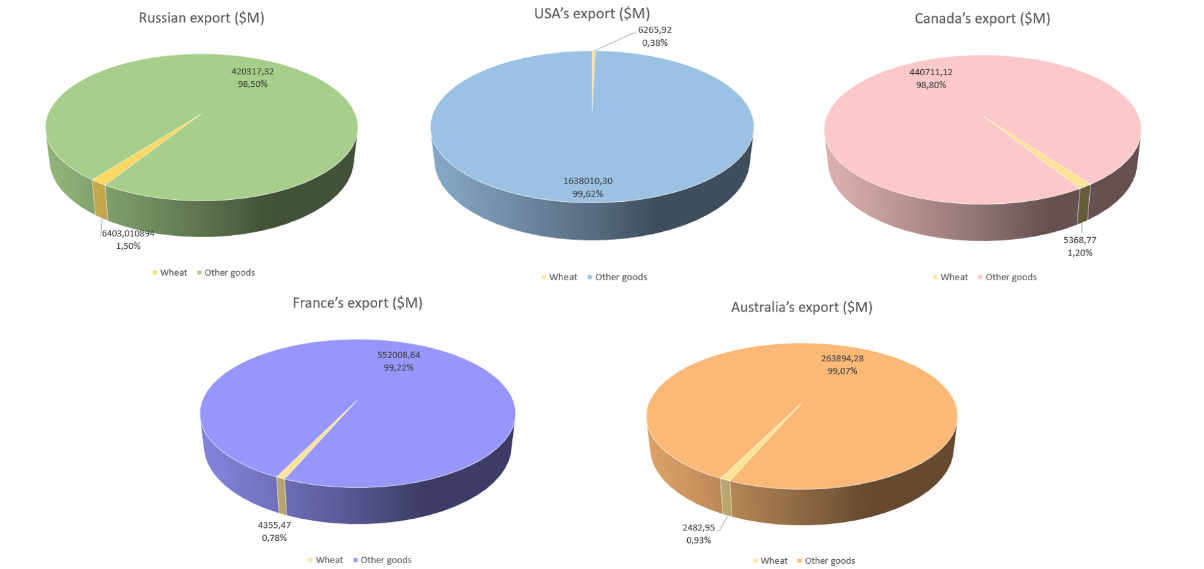 Russian export ($M)
420317,32
98,50%
6403,010894
1,50%
Wheat Other goods
USA's export ($M)
6265,92
0,38%
1638010,30
99,62%
Wheat Other goods
Canada's export ($M)
440711,12
98,80%
5368,77
1,20%
Wheat Other goods
France's export ($M)
552008,64
99,22%
4355,47
0,78%
Wheat Other goods
Australia's export ($M)
263894,28
99,07%
2482,95
0,93%
Wheat Other goods